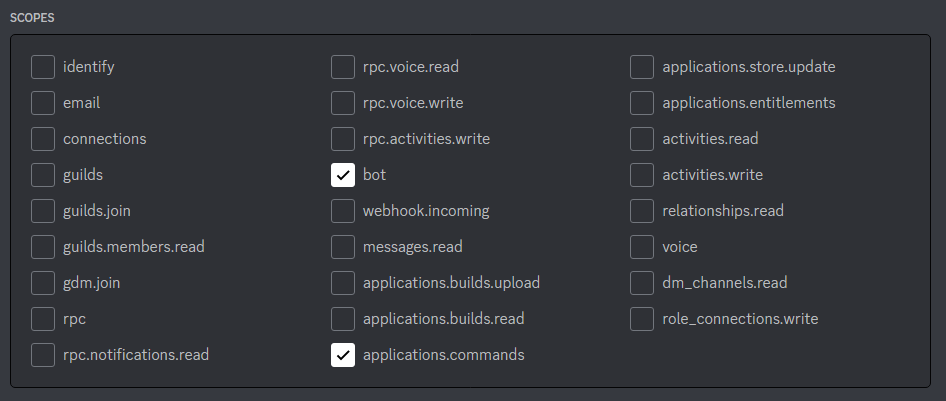 SCOPES
identify
email
connections
guilds
guilds.join
guilds.members.read
gdm.join
rpc
rpc.notifications.read
rpc.voice.read
rpc.voice.write
rpc.activities.write
bot
webhook.incoming
messages.read
applications.builds.upload
applications.builds.read
applications.commands
applications.store.update
applications.entitlements
activities.read
activities.write
relationships.read
voice
dm_channels.read
role_connections.write